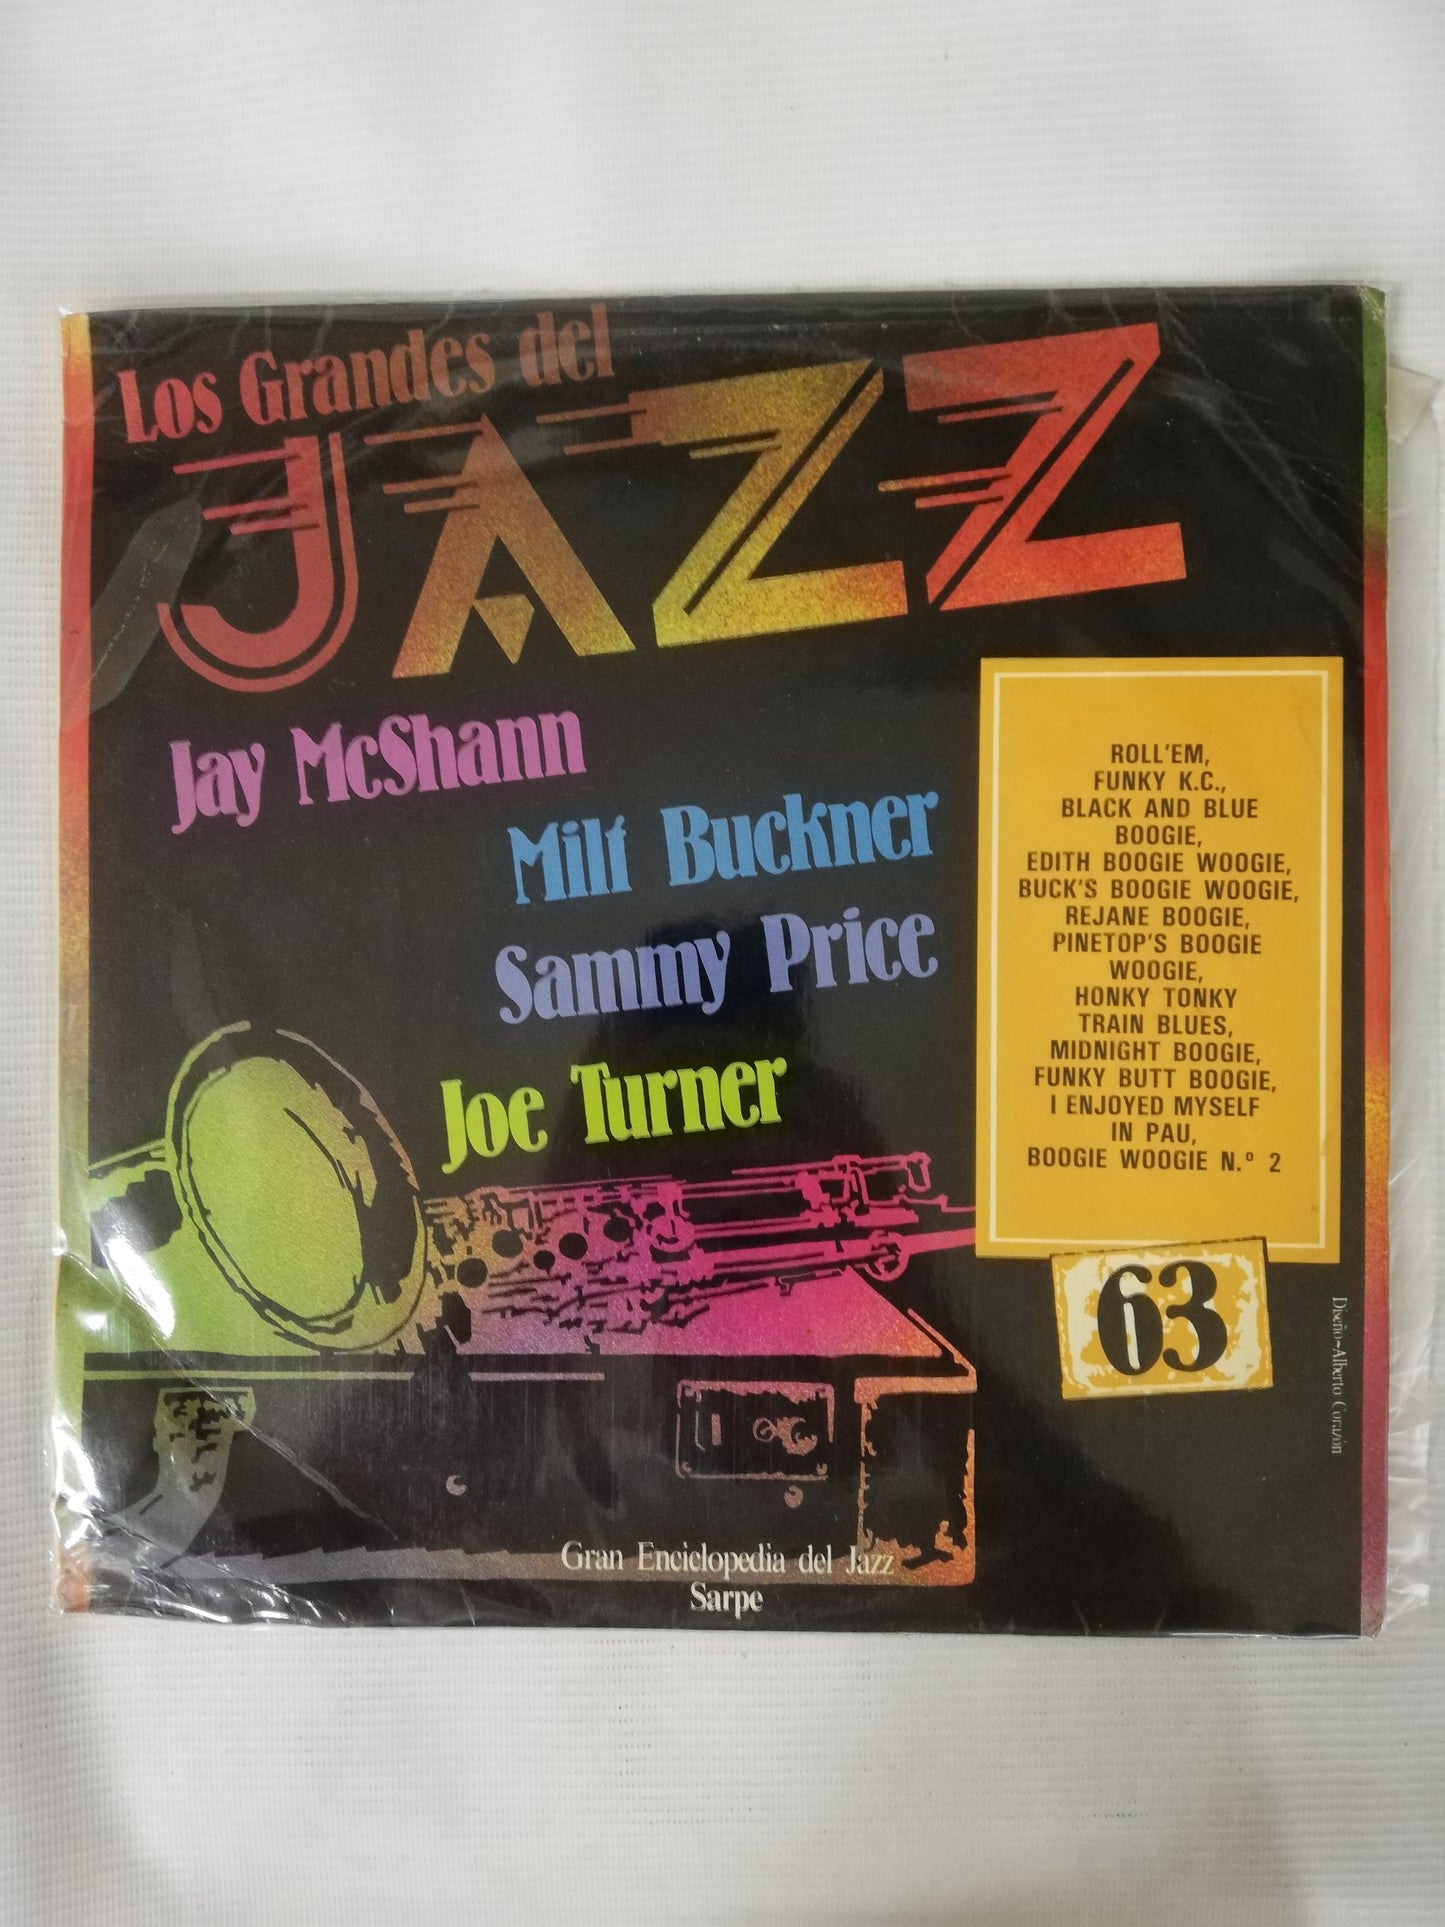 Los Grandes del
JAZZ
Jay McShann
Milt Buckner
Sammy Price
Joe Turner
ROLL'EM,
FUNKY K.C.,
BLACK AND BLUE
BOOGIE,
EDITH BOOGIE WOOGIE,
BUCK'S BOOGIE WOOGIE,
REJANE BOOGIE,
PINETOP'S BOOGIE
WOOGIE,
HONKY TONKY
TRAIN BLUES,
MIDNIGHT BOOGIE,
FUNKY BUTT BOOGIE,
I ENJOYED MYSELF
IN PAU,
BOOGIE WOOGIE N.º 2
63
Diseño~Alberto Corazón
Gran Enciclopedia del Jazz
Sarpe